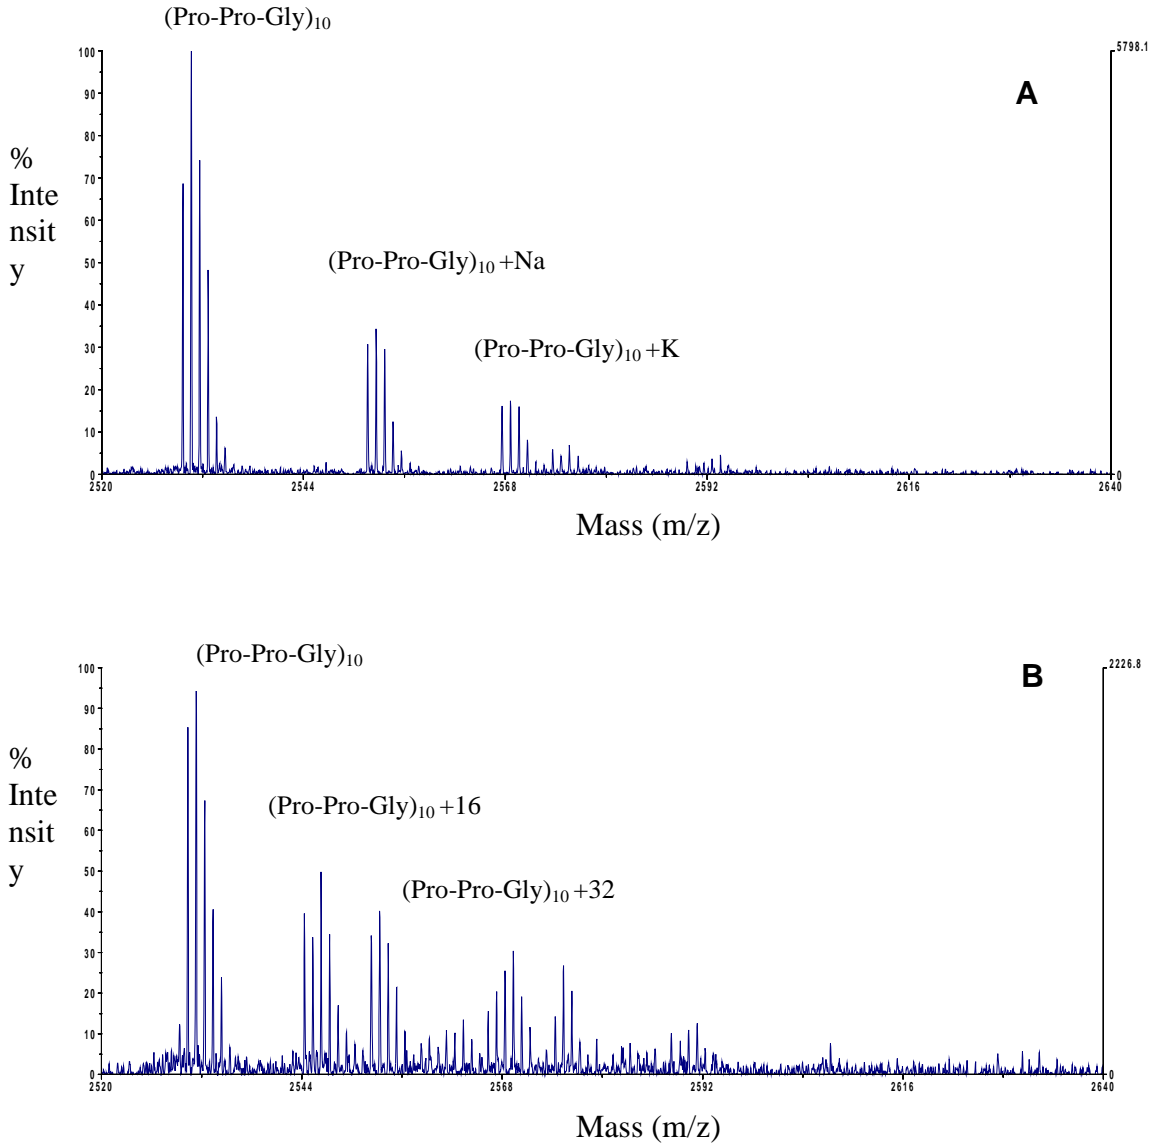 (Pro-Pro-Gly)10
100
5798.1
A
90
80
%
Inte
nsit
y
70
60
50
(Pro-Pro-Gly)10 +Na
40
(Pro-Pro-Gly)10 +K
30
20
10
0
0
2520 2544 2568 2592 2616 2640
Mass (m/z)
(Pro-Pro-Gly)10
100
2226.8
B
90
80
%
Inte
nsit
y
70
(Pro-Pro-Gly)10 +16
60
50
(Pro-Pro-Gly)10 +32
40
30
20
10
0
0
2520 2544 2568 2592 2616 2640
Mass (m/z)